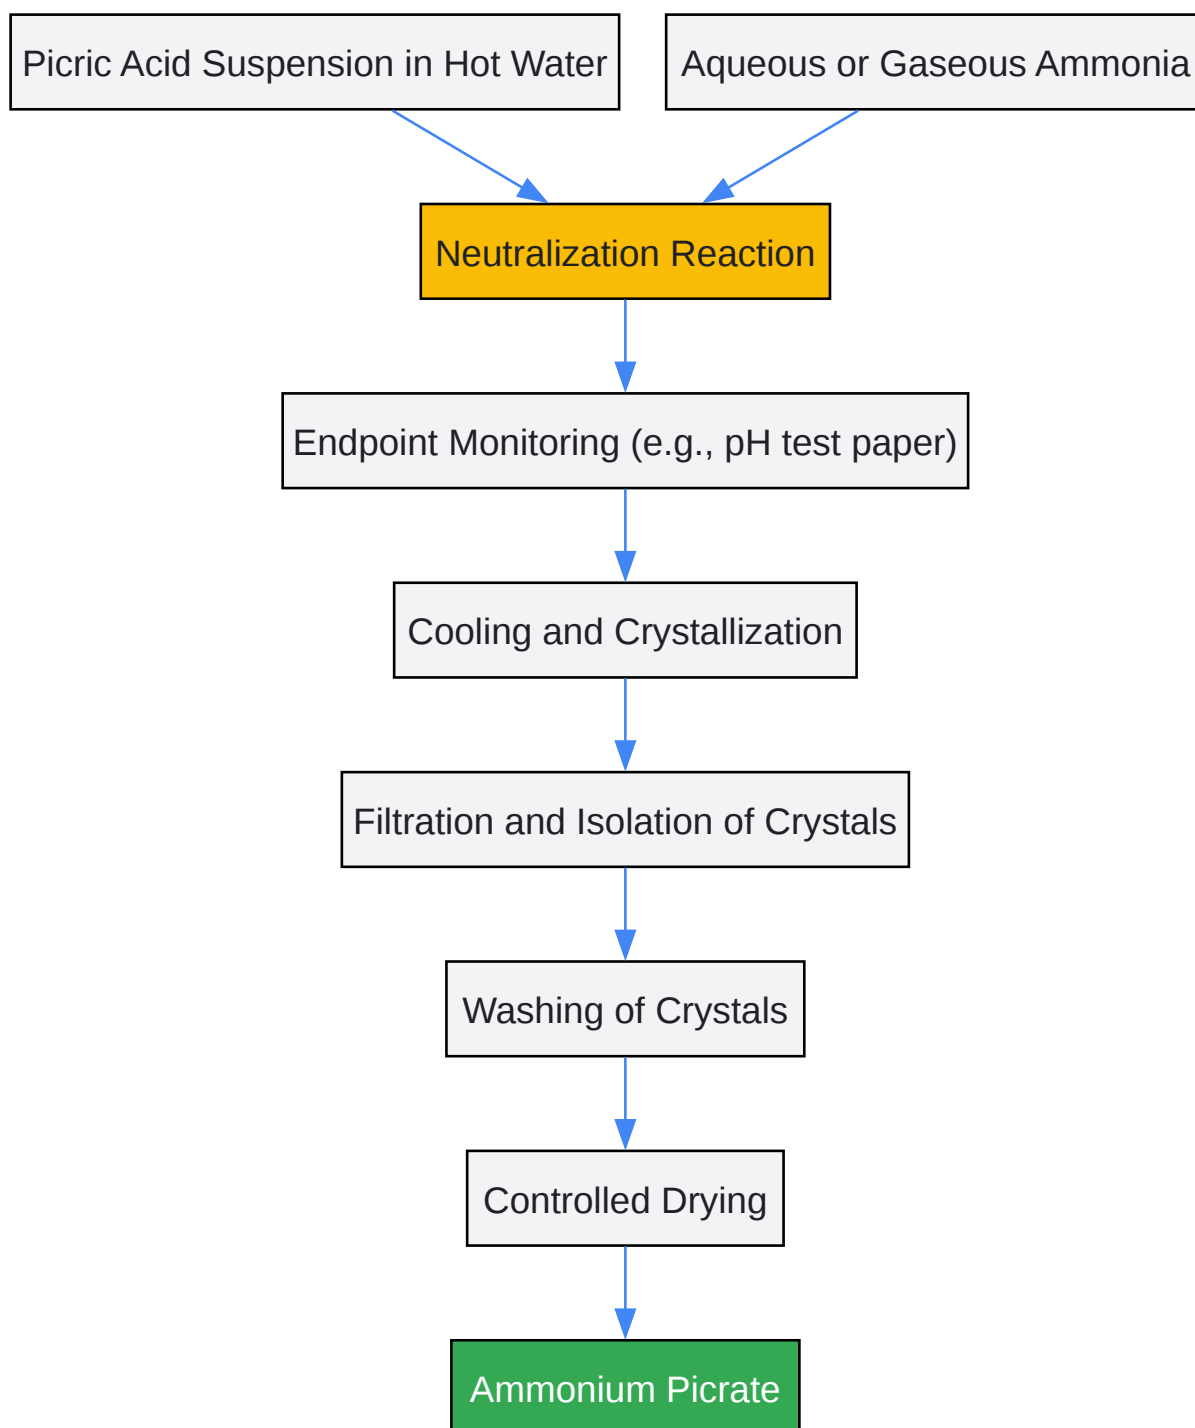 Picric Acid Suspension in Hot Water
Aqueous or Gaseous Ammonia
Neutralization Reaction
Endpoint Monitoring (e.g., pH test paper)
Cooling and Crystallization
Filtration and Isolation of Crystals
Washing of Crystals
Controlled Drying
Ammonium Picrate